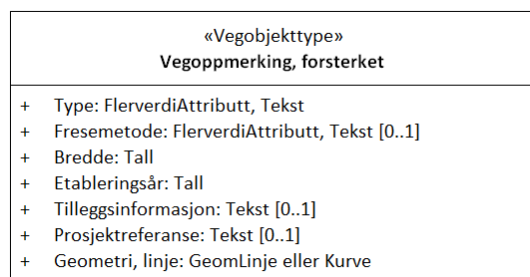 «Vegobjekttype»
Vegoppmerking, forsterket
+ Type: FlerverdiAttributt, Tekst
+ Fresemetode: FlerverdiAttributt, Tekst [0..1]
+ Bredde: Tall
+ Etableringsår: Tall
+ Tilleggsinformasjon: Tekst [0..1]
+ Prosjektreferanse: Tekst [0..1]
+ Geometri, linje: GeomLinje eller Kurve